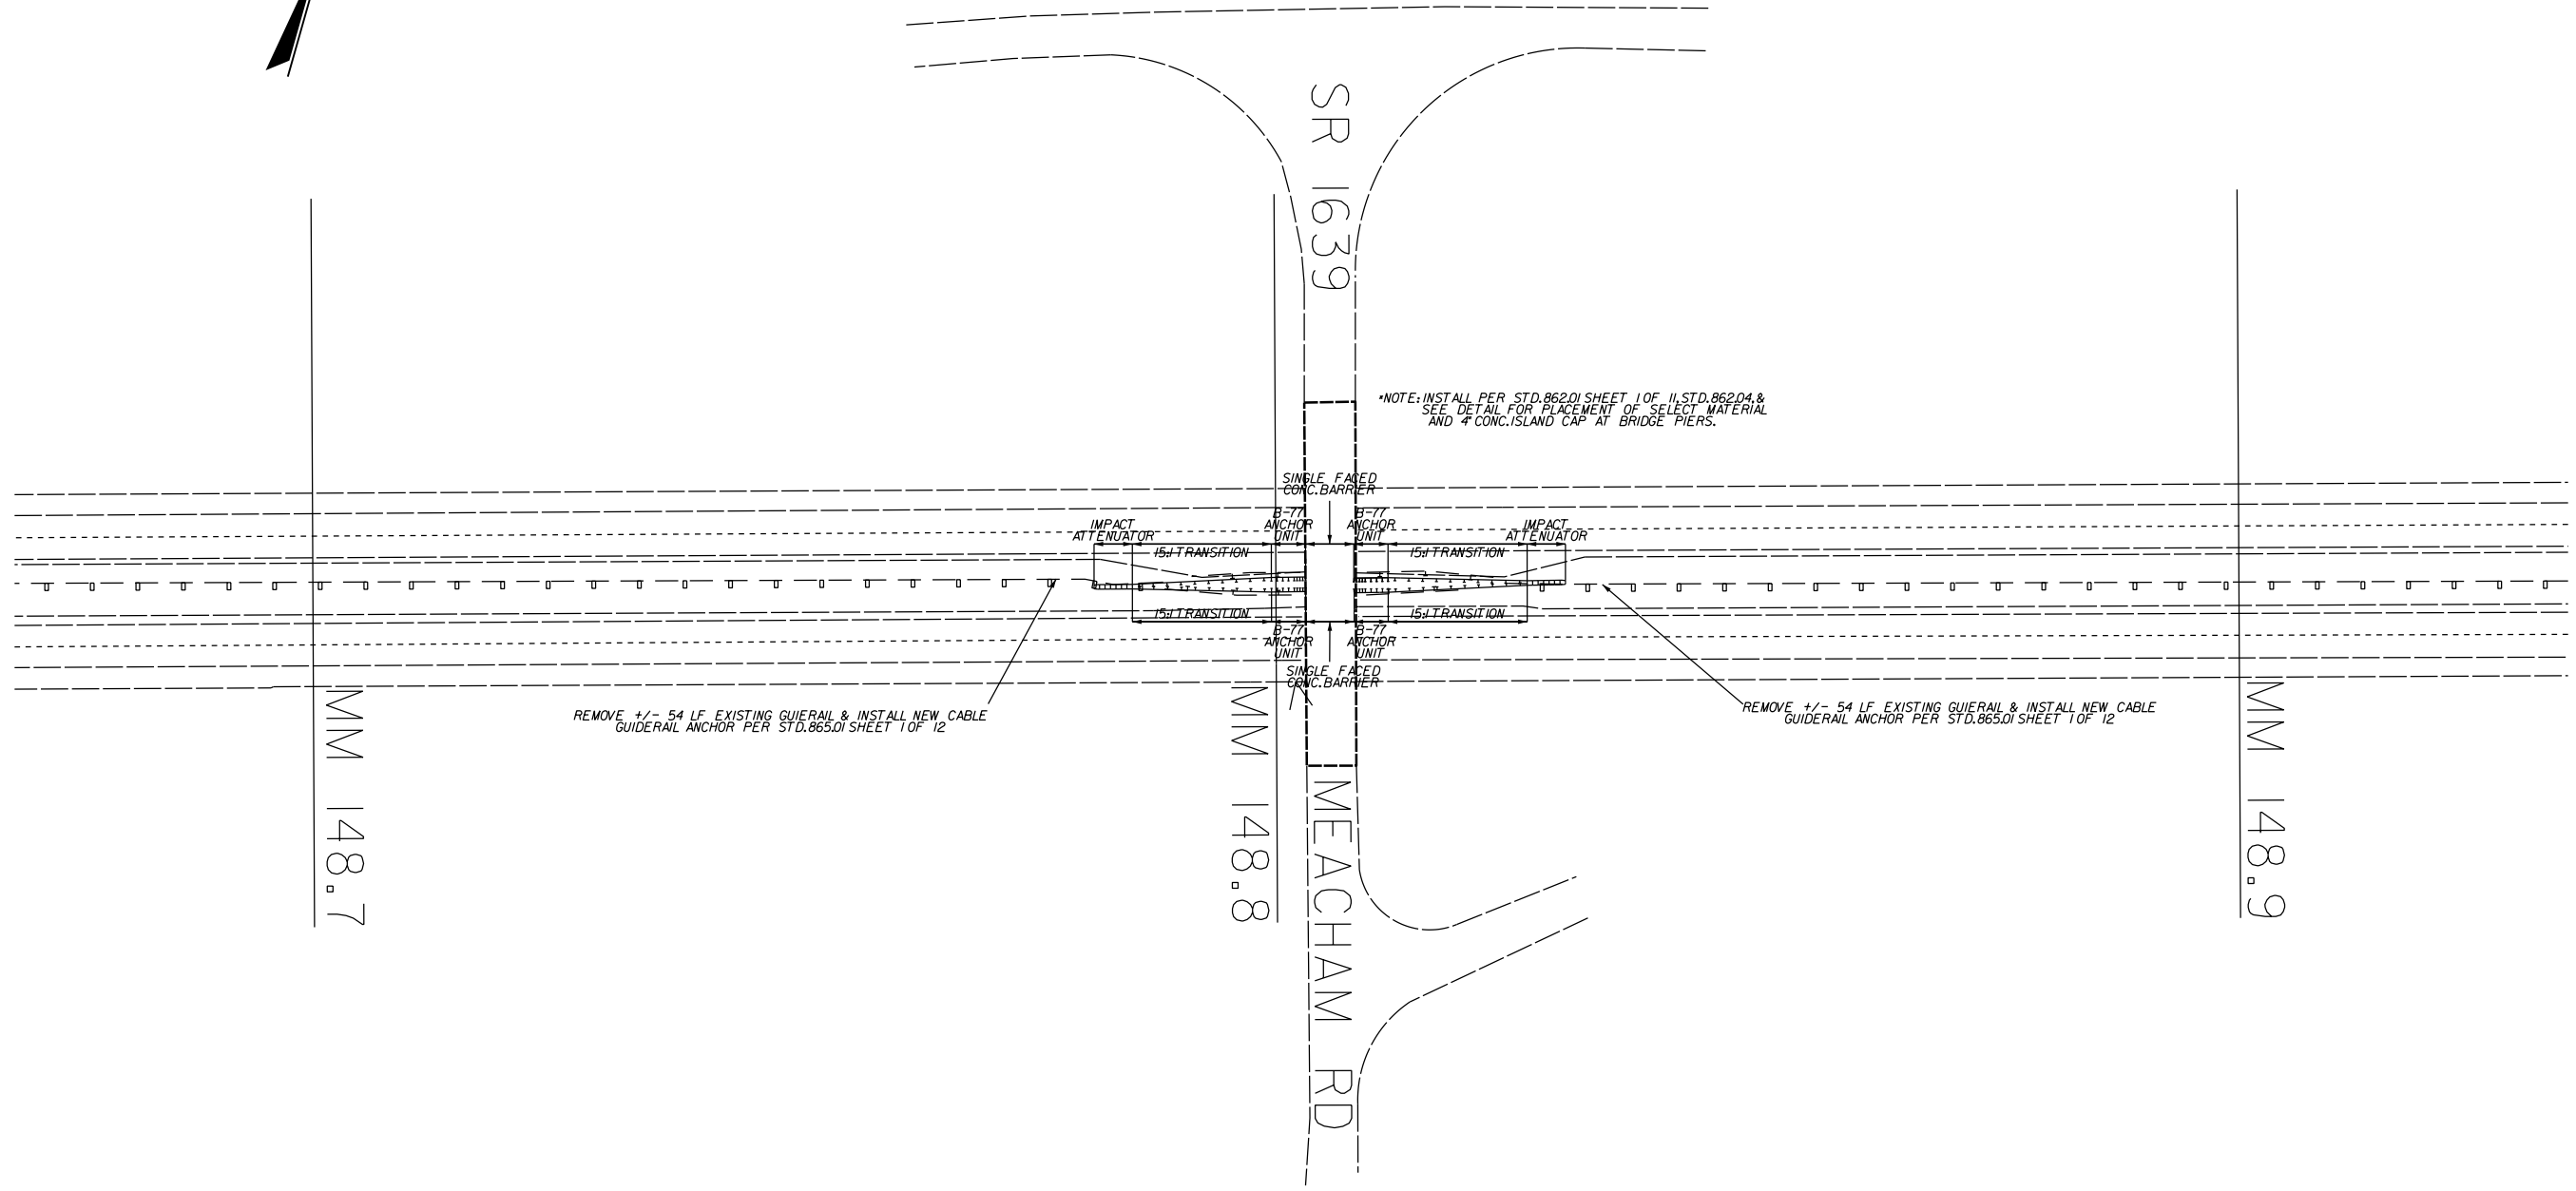 SR 1639
*NOTE: INSTALL PER STD. 862.01 SHEET 1 OF 11, STD. 862.04, &
SEE DETAIL FOR PLACEMENT OF SELECT MATERIAL
AND 4" CONC. ISLAND CAP AT BRIDGE PIERS.
SINGLE FACED
CONC. BARRIER
IMPACT
ATTENUATOR
B-77
ANCHOR
UNIT
B-77
ANCHOR
UNIT
IMPACT
ATTENUATOR
15:1 TRANSITION
15:1 TRANSITION
15:1 TRANSITION
15:1 TRANSITION
B-77
ANCHOR
UNIT
B-77
ANCHOR
UNIT
SINGLE FACED
CONC. BARRIER
REMOVE +/- 54 LF EXISTING GUIERAIL & INSTALL NEW CABLE
GUIDERAIL ANCHOR PER STD. 865.01 SHEET 1 OF 12
REMOVE +/- 54 LF EXISTING GUIERAIL & INSTALL NEW CABLE
GUIDERAIL ANCHOR PER STD. 865.01 SHEET 1 OF 12
MM 148.7
MM 148.8
MEACHAM RD
MM 148.9